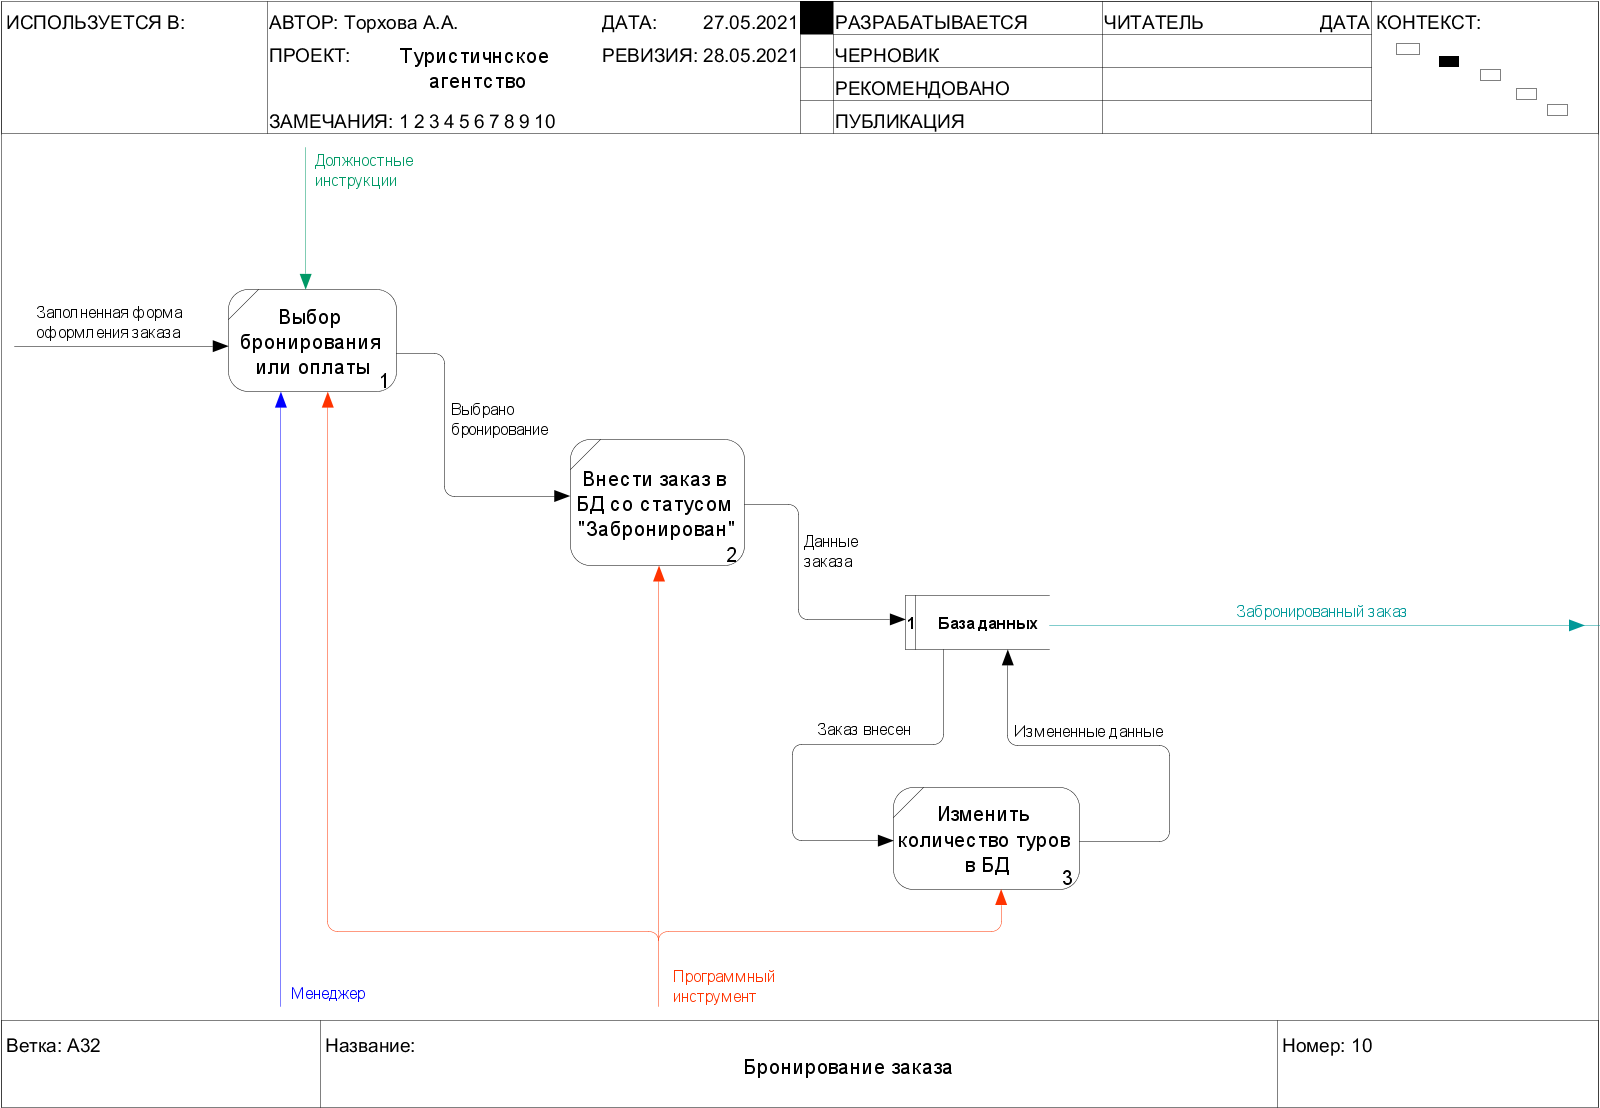 ИСПОЛЬЗУЕТСЯ В:
АВТОР: Торхова А.А.
ДАТА: 27.05.2021
РАЗРАБАТЫВАЕТСЯ
ЧИТАТЕЛЬ
ДАТА
КОНТЕКСТ:
ПРОЕКТ:
Туристичнское
агентство
РЕВИЗИЯ: 28.05.2021
ЧЕРНОВИК
РЕКОМЕНДОВАНО
ЗАМЕЧАНИЯ: 1 2 3 4 5 6 7 8 9 10
ПУБЛИКАЦИЯ
Должностные
инструкции
Заполненная форма
оформления заказа
Выбор
бронирования
или оплаты
1
Выбрано
бронирование
Внести заказ в
БД со статусом
"Забронирован"
2
Данные
заказа
1
База данных
Забронированный заказ
Заказ внесен
Измененные данные
Изменить
количество туров
в БД
3
Программный
инструмент
Менеджер
Ветка: A32
Название:
Бронирование заказа
Номер: 10